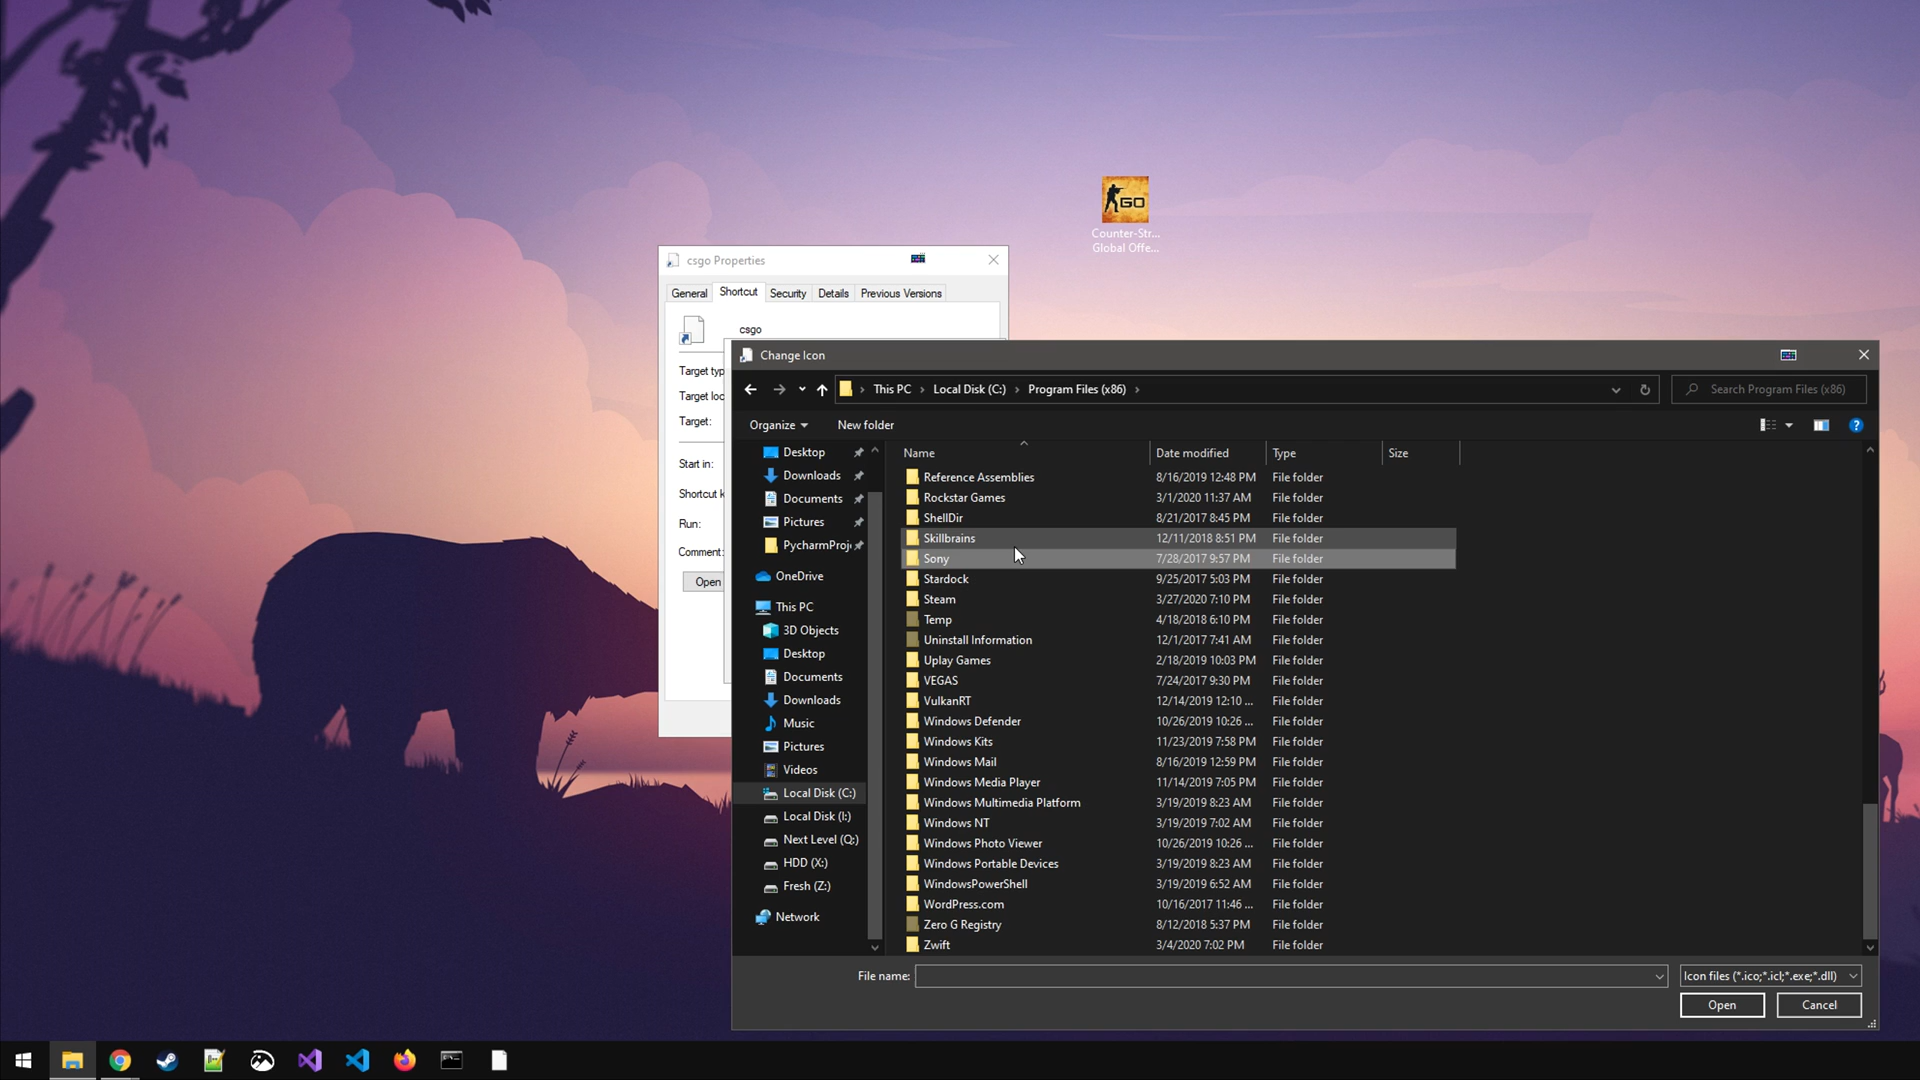 GO
Counter-Str...
Global Offe...
csgo Properties
General
Shortcut
Security
Details
Previous Versions
csgo
Target typ
Target loc
Target:
Start in:
Shortcut k
Run:
Comment:
Open
Change Icon
This PC
Local Disk (C:)
Program Files (x86)
Search Program Files (x86)
Organize
New folder
Desktop
Downloads
Documents
Pictures
PycharmProj
OneDrive
This PC
3D Objects
Desktop
Documents
Downloads
Music
Pictures
Videos
Local Disk (C:)
Local Disk (I:)
Next Level (Q:)
HDD (X:)
Fresh (Z:)
Network
Name Date modified Type Size
Reference Assemblies 8/16/2019 12:48 PM File folder
Rockstar Games 3/1/2020 11:37 AM File folder
ShellDir 8/21/2017 8:45 PM File folder
Skillbrains 12/11/2018 8:51 PM File folder
Sony 7/28/2017 9:57 PM File folder
Stardock 9/25/2017 5:03 PM File folder
Steam 3/27/2020 7:10 PM File folder
Temp 4/18/2018 6:10 PM File folder
Uninstall Information 12/1/2017 7:41 AM File folder
Uplay Games 2/18/2019 10:03 PM File folder
VEGAS 7/24/2017 9:30 PM File folder
VulkanRT 12/14/2019 12:10 ... File folder
Windows Defender 10/26/2019 10:26 ... File folder
Windows Kits 11/23/2019 7:58 PM File folder
Windows Mail 8/16/2019 12:59 PM File folder
Windows Media Player 11/14/2019 7:05 PM File folder
Windows Multimedia Platform 3/19/2019 8:23 AM File folder
Windows NT 3/19/2019 7:02 AM File folder
Windows Photo Viewer 10/26/2019 10:26 ... File folder
Windows Portable Devices 3/19/2019 8:23 AM File folder
WindowsPowerShell 3/19/2019 6:52 AM File folder
WordPress.com 10/16/2017 11:46 ... File folder
Zero G Registry 8/12/2018 5:37 PM File folder
Zwift 3/4/2020 7:02 PM File folder
File name:
Icon files (*.ico;*.icl;*.exe;*.dll)
Open
Cancel